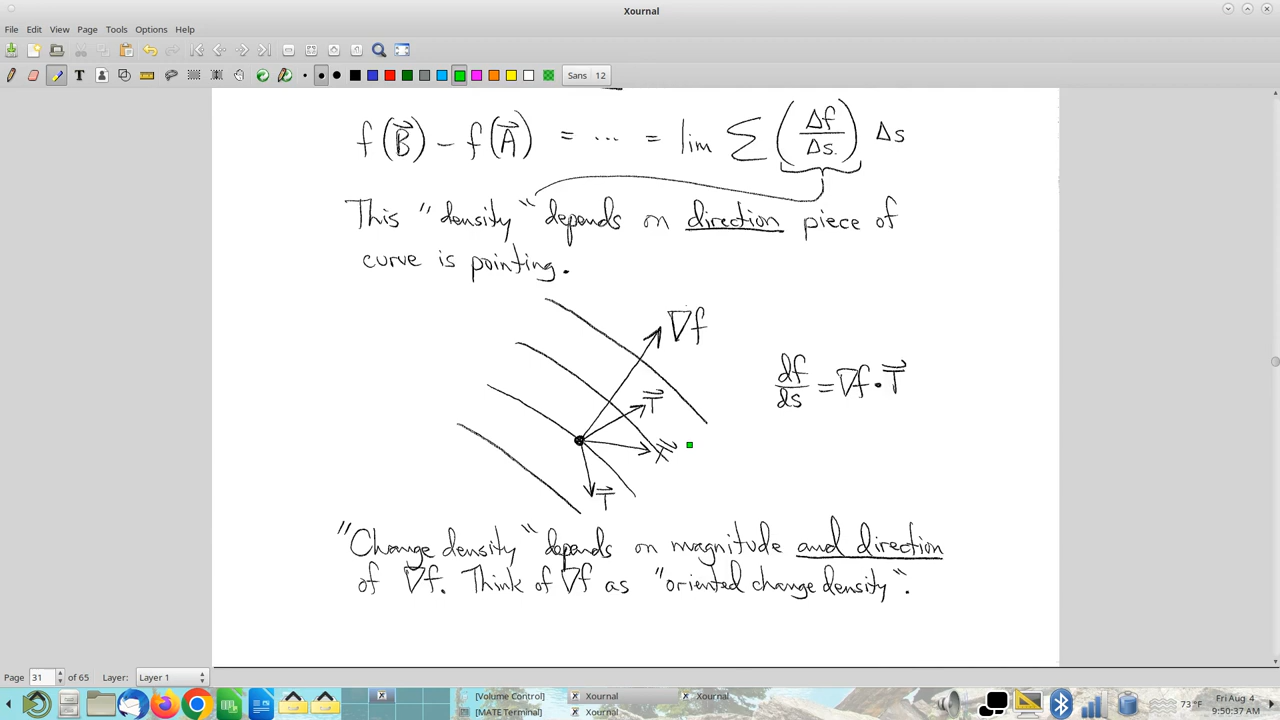 Xournal
File Edit View Page Tools Options Help
T Sans 12
f(B⃗) - f(A⃗) = ... = lim ∑ (Δf/Δs) Δs
This "density" depends on direction piece of
curve is pointing.
∇f
df/ds = ∇f • T⃗
T⃗
T⃗
T⃗
"Change density" depends on magnitude and direction
of ∇f. Think of ∇f as "oriented change density".
Page 31 of 65 Layer: Layer 1
[Volume Control] Xournal Xournal
[MATE Terminal] Xournal
73°F
Fri Aug 4
9:50:37 AM